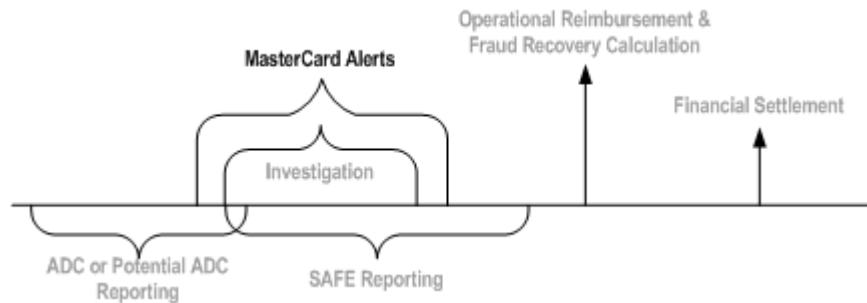 Operational Reimbursement &
Fraud Recovery Calculation
MasterCard Alerts
Financial Settlement
Investigation
ADC or Potential ADC
Reporting
SAFE Reporting